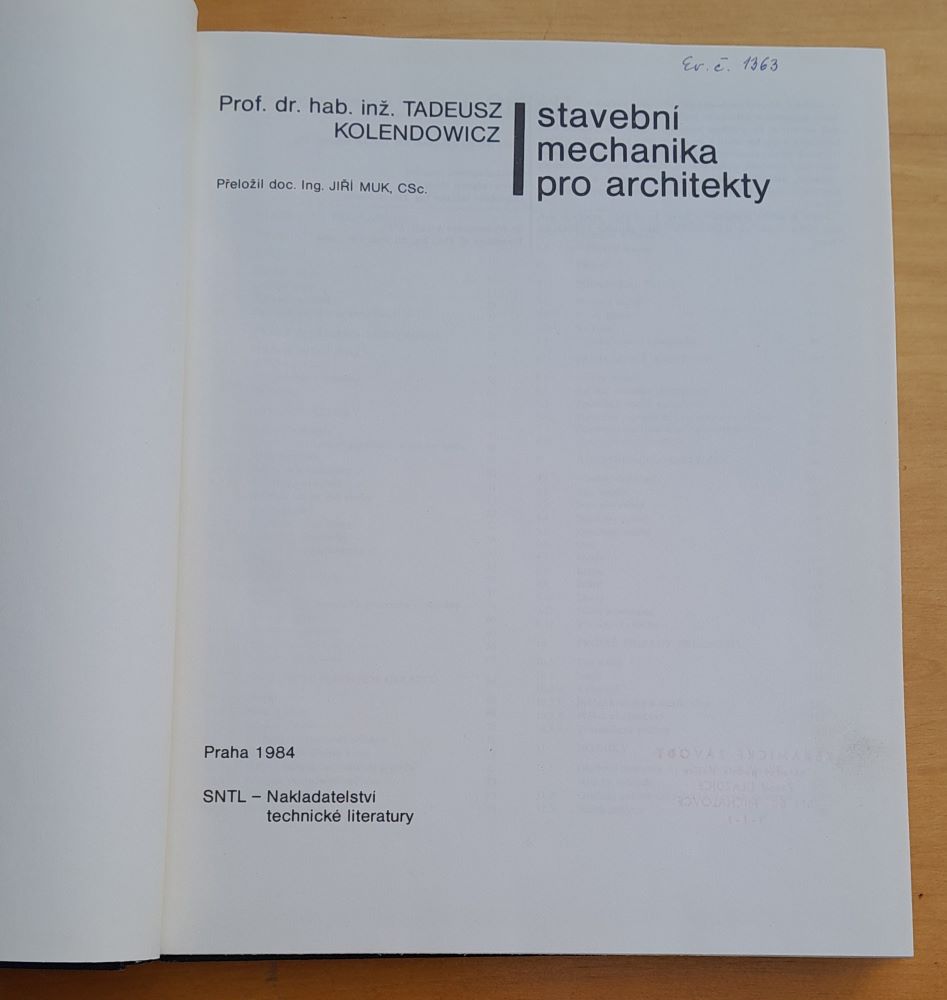 Ev. č. 1363
Prof. dr. hab. inž. TADEUSZ
KOLENDOWICZ
Přeložil doc. Ing. JIŘÍ MUK, CSc.
stavební
mechanika
pro architekty
Praha 1984
SNTL – Nakladatelství
technické literatury